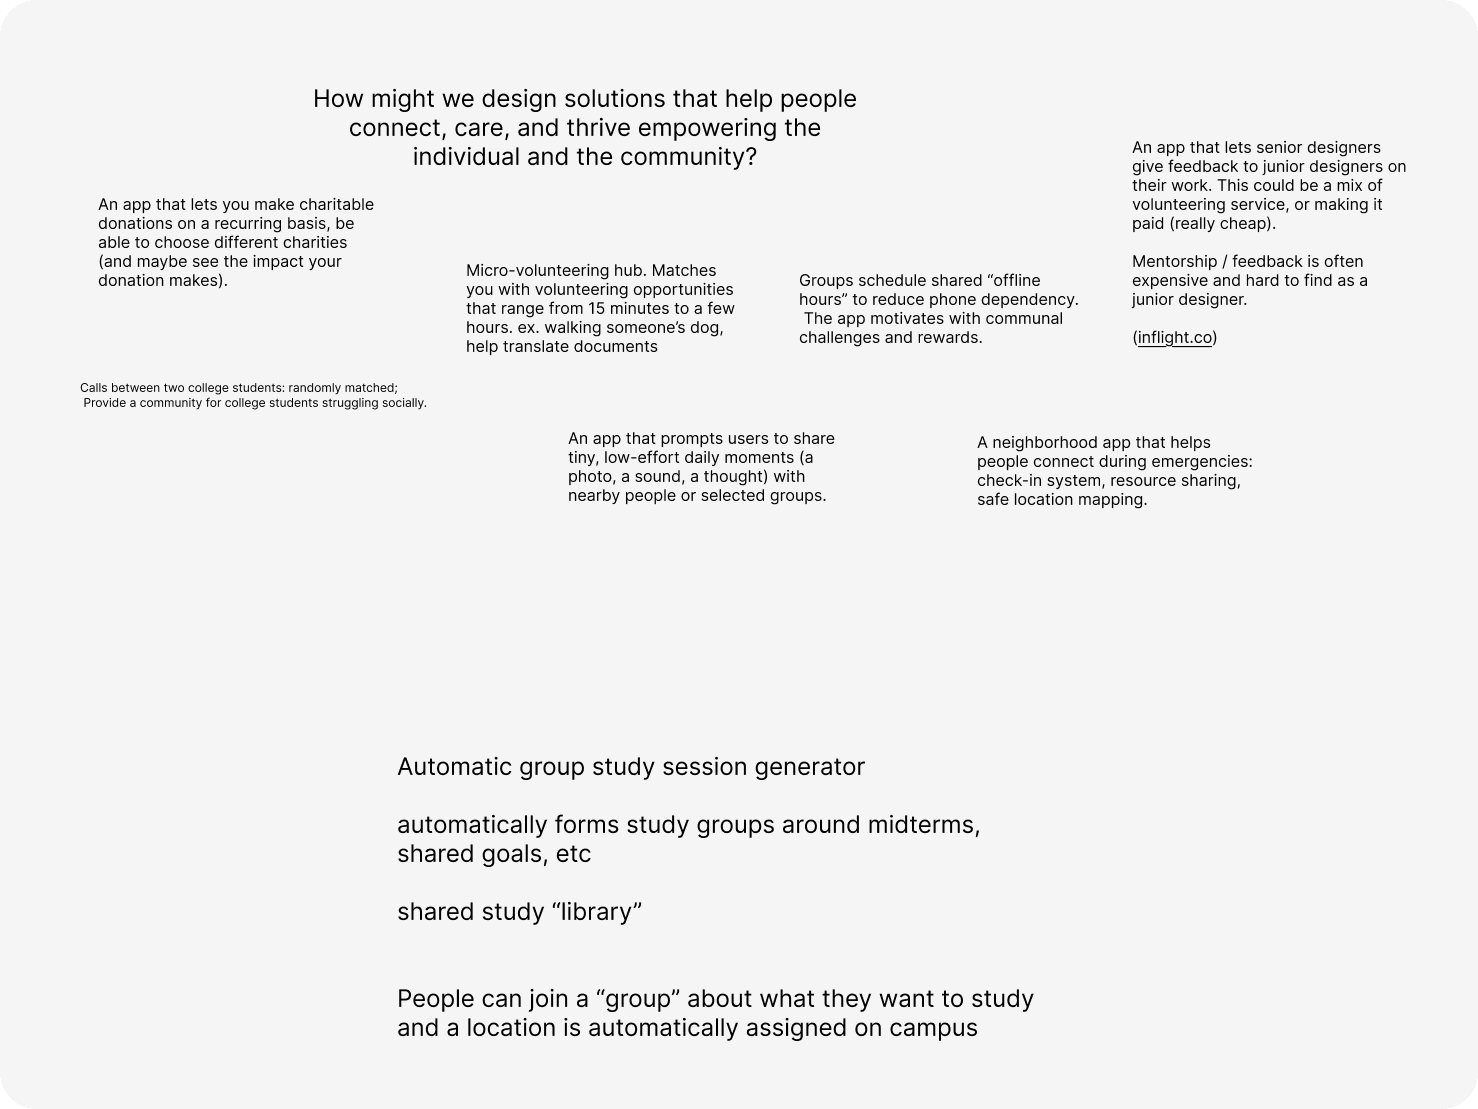 How might we design solutions that help people
connect, care, and thrive empowering the
individual and the community?
An app that lets you make charitable
donations on a recurring basis, be
able to choose different charities
(and maybe see the impact your
donation makes).
Micro-volunteering hub. Matches
you with volunteering opportunities
that range from 15 minutes to a few
hours. ex. walking someone’s dog,
help translate documents
Groups schedule shared “offline
hours” to reduce phone dependency.
The app motivates with communal
challenges and rewards.
An app that lets senior designers
give feedback to junior designers on
their work. This could be a mix of
volunteering service, or making it
paid (really cheap).
Mentorship / feedback is often
expensive and hard to find as a
junior designer.
(inflight.co)
Calls between two college students: randomly matched;
Provide a community for college students struggling socially.
An app that prompts users to share
tiny, low-effort daily moments (a
photo, a sound, a thought) with
nearby people or selected groups.
A neighborhood app that helps
people connect during emergencies:
check-in system, resource sharing,
safe location mapping.
Automatic group study session generator
automatically forms study groups around midterms,
shared goals, etc
shared study “library”
People can join a “group” about what they want to study
and a location is automatically assigned on campus